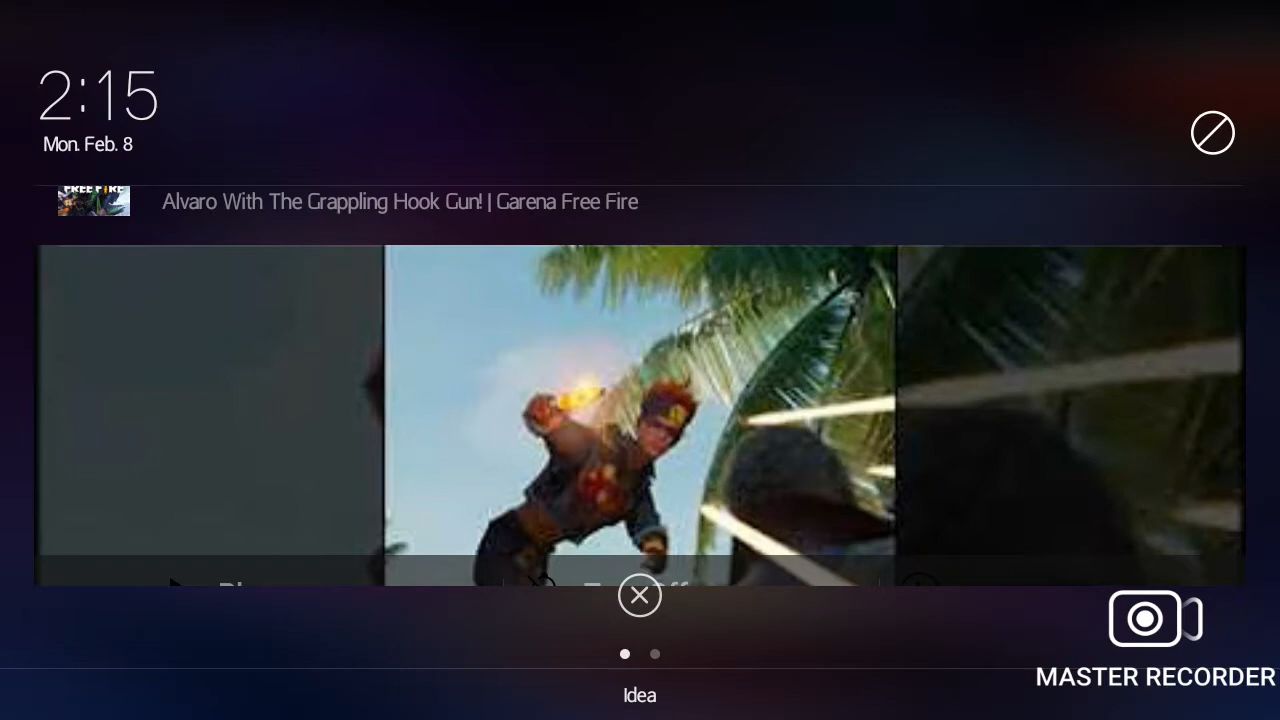 2:15
Mon. Feb. 8
FREE FIRE
Alvaro With The Grappling Hook Gun! | Garena Free Fire
MASTER RECORDER
Idea